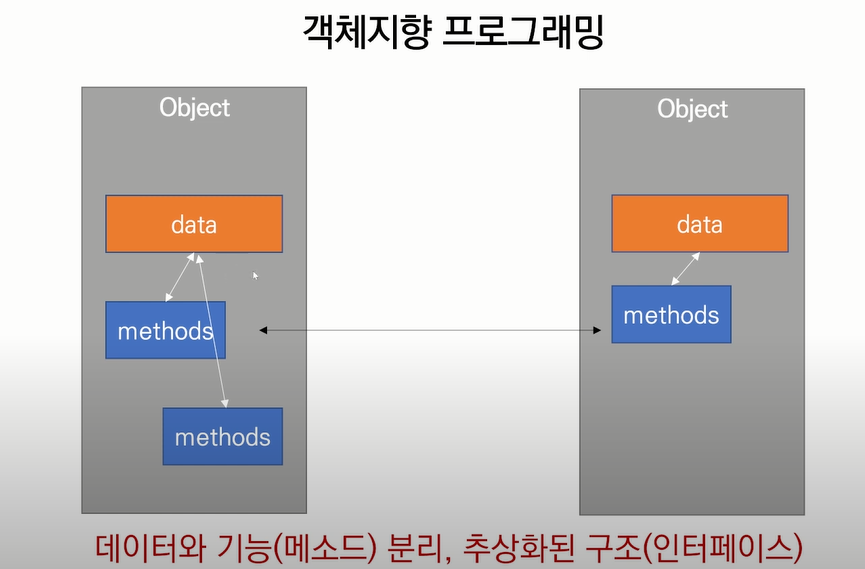 객체지향 프로그래밍
Object
data
methods
methods
Object
data
methods
데이터와 기능(메소드) 분리, 추상화된 구조(인터페이스)